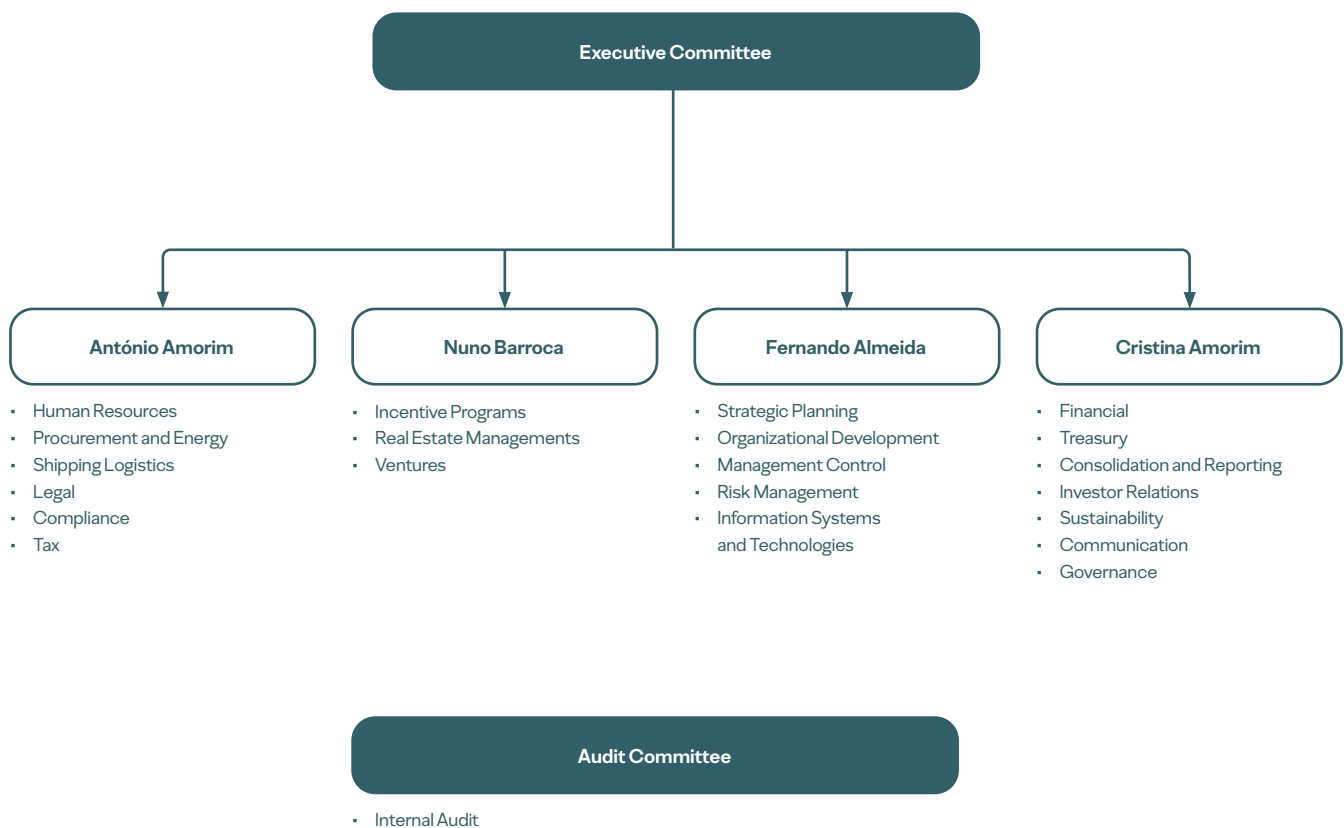 Executive Committee
António Amorim
• Human Resources
• Procurement and Energy
• Shipping Logistics
• Legal
• Compliance
• Tax
Nuno Barroca
• Incentive Programs
• Real Estate Managements
• Ventures
Fernando Almeida
• Strategic Planning
• Organizational Development
• Management Control
• Risk Management
• Information Systems
and Technologies
Cristina Amorim
• Financial
• Treasury
• Consolidation and Reporting
• Investor Relations
• Sustainability
• Communication
• Governance
Audit Committee
• Internal Audit